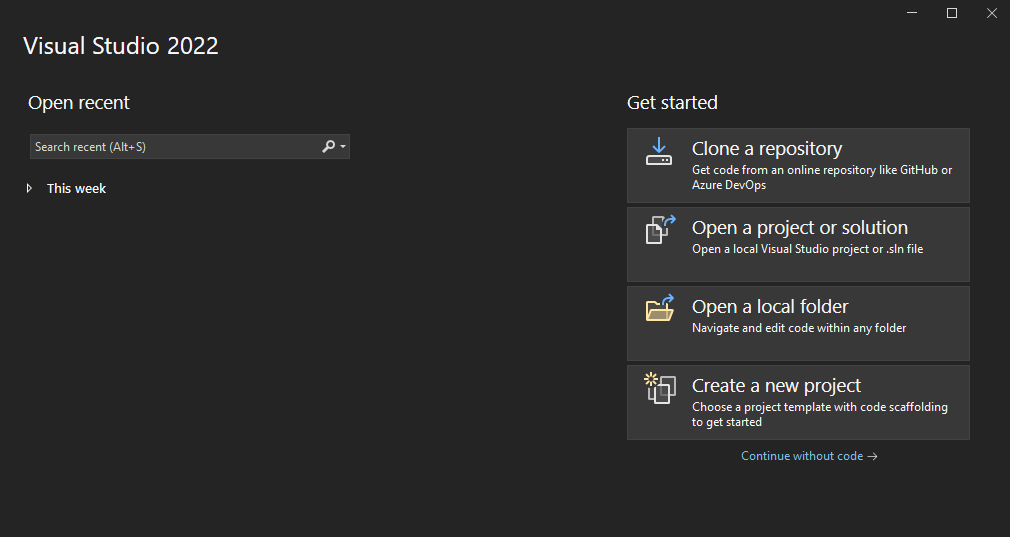 Visual Studio 2022
Open recent
Search recent (Alt+S)
This week
Get started
Clone a repository
Get code from an online repository like GitHub or
Azure DevOps
Open a project or solution
Open a local Visual Studio project or .sln file
Open a local folder
Navigate and edit code within any folder
Create a new project
Choose a project template with code scaffolding
to get started
Continue without code →